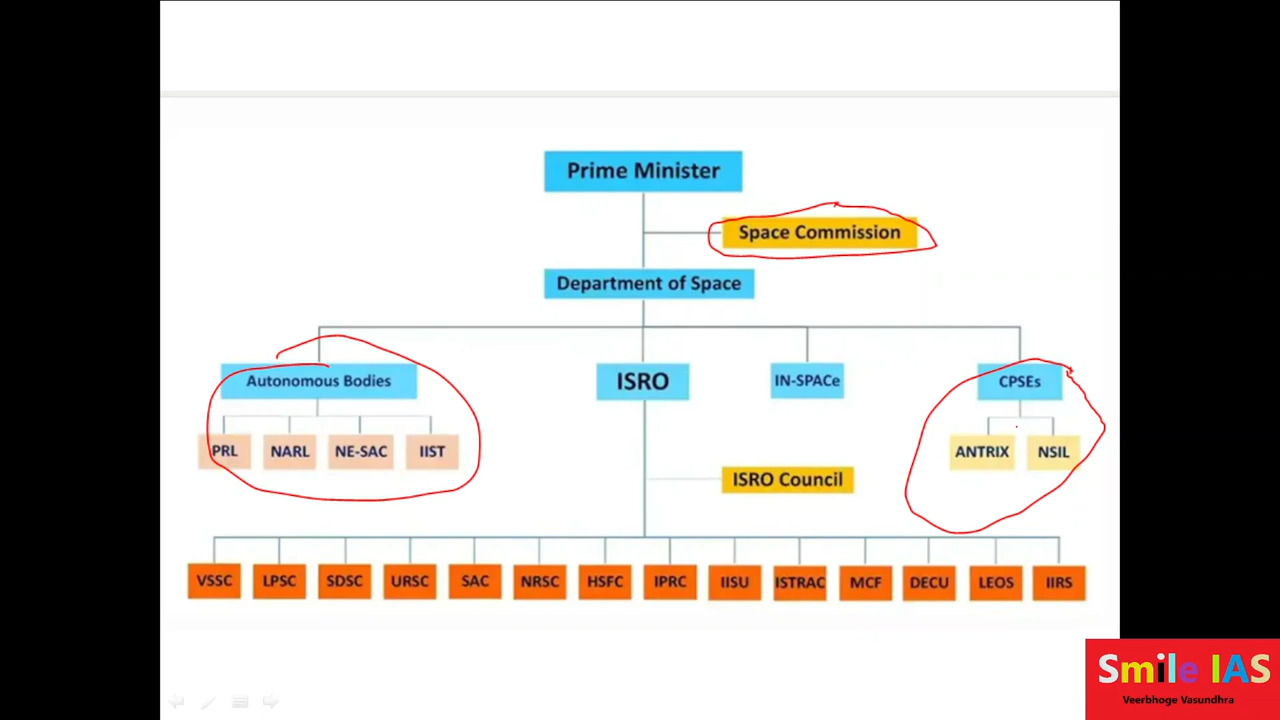 Prime Minister
Space Commission
Department of Space
Autonomous Bodies
ISRO
IN-SPACe
CPSEs
PRL
NARL
NE-SAC
IIST
ANTRIX
NSIL
ISRO Council
VSSC
LPSC
SDSC
URSC
SAC
NRSC
HSFC
IPRC
IISU
ISTRAC
MCF
DECU
LEOS
IIRS
Smile IAS
Veerbhoge Vasundhra